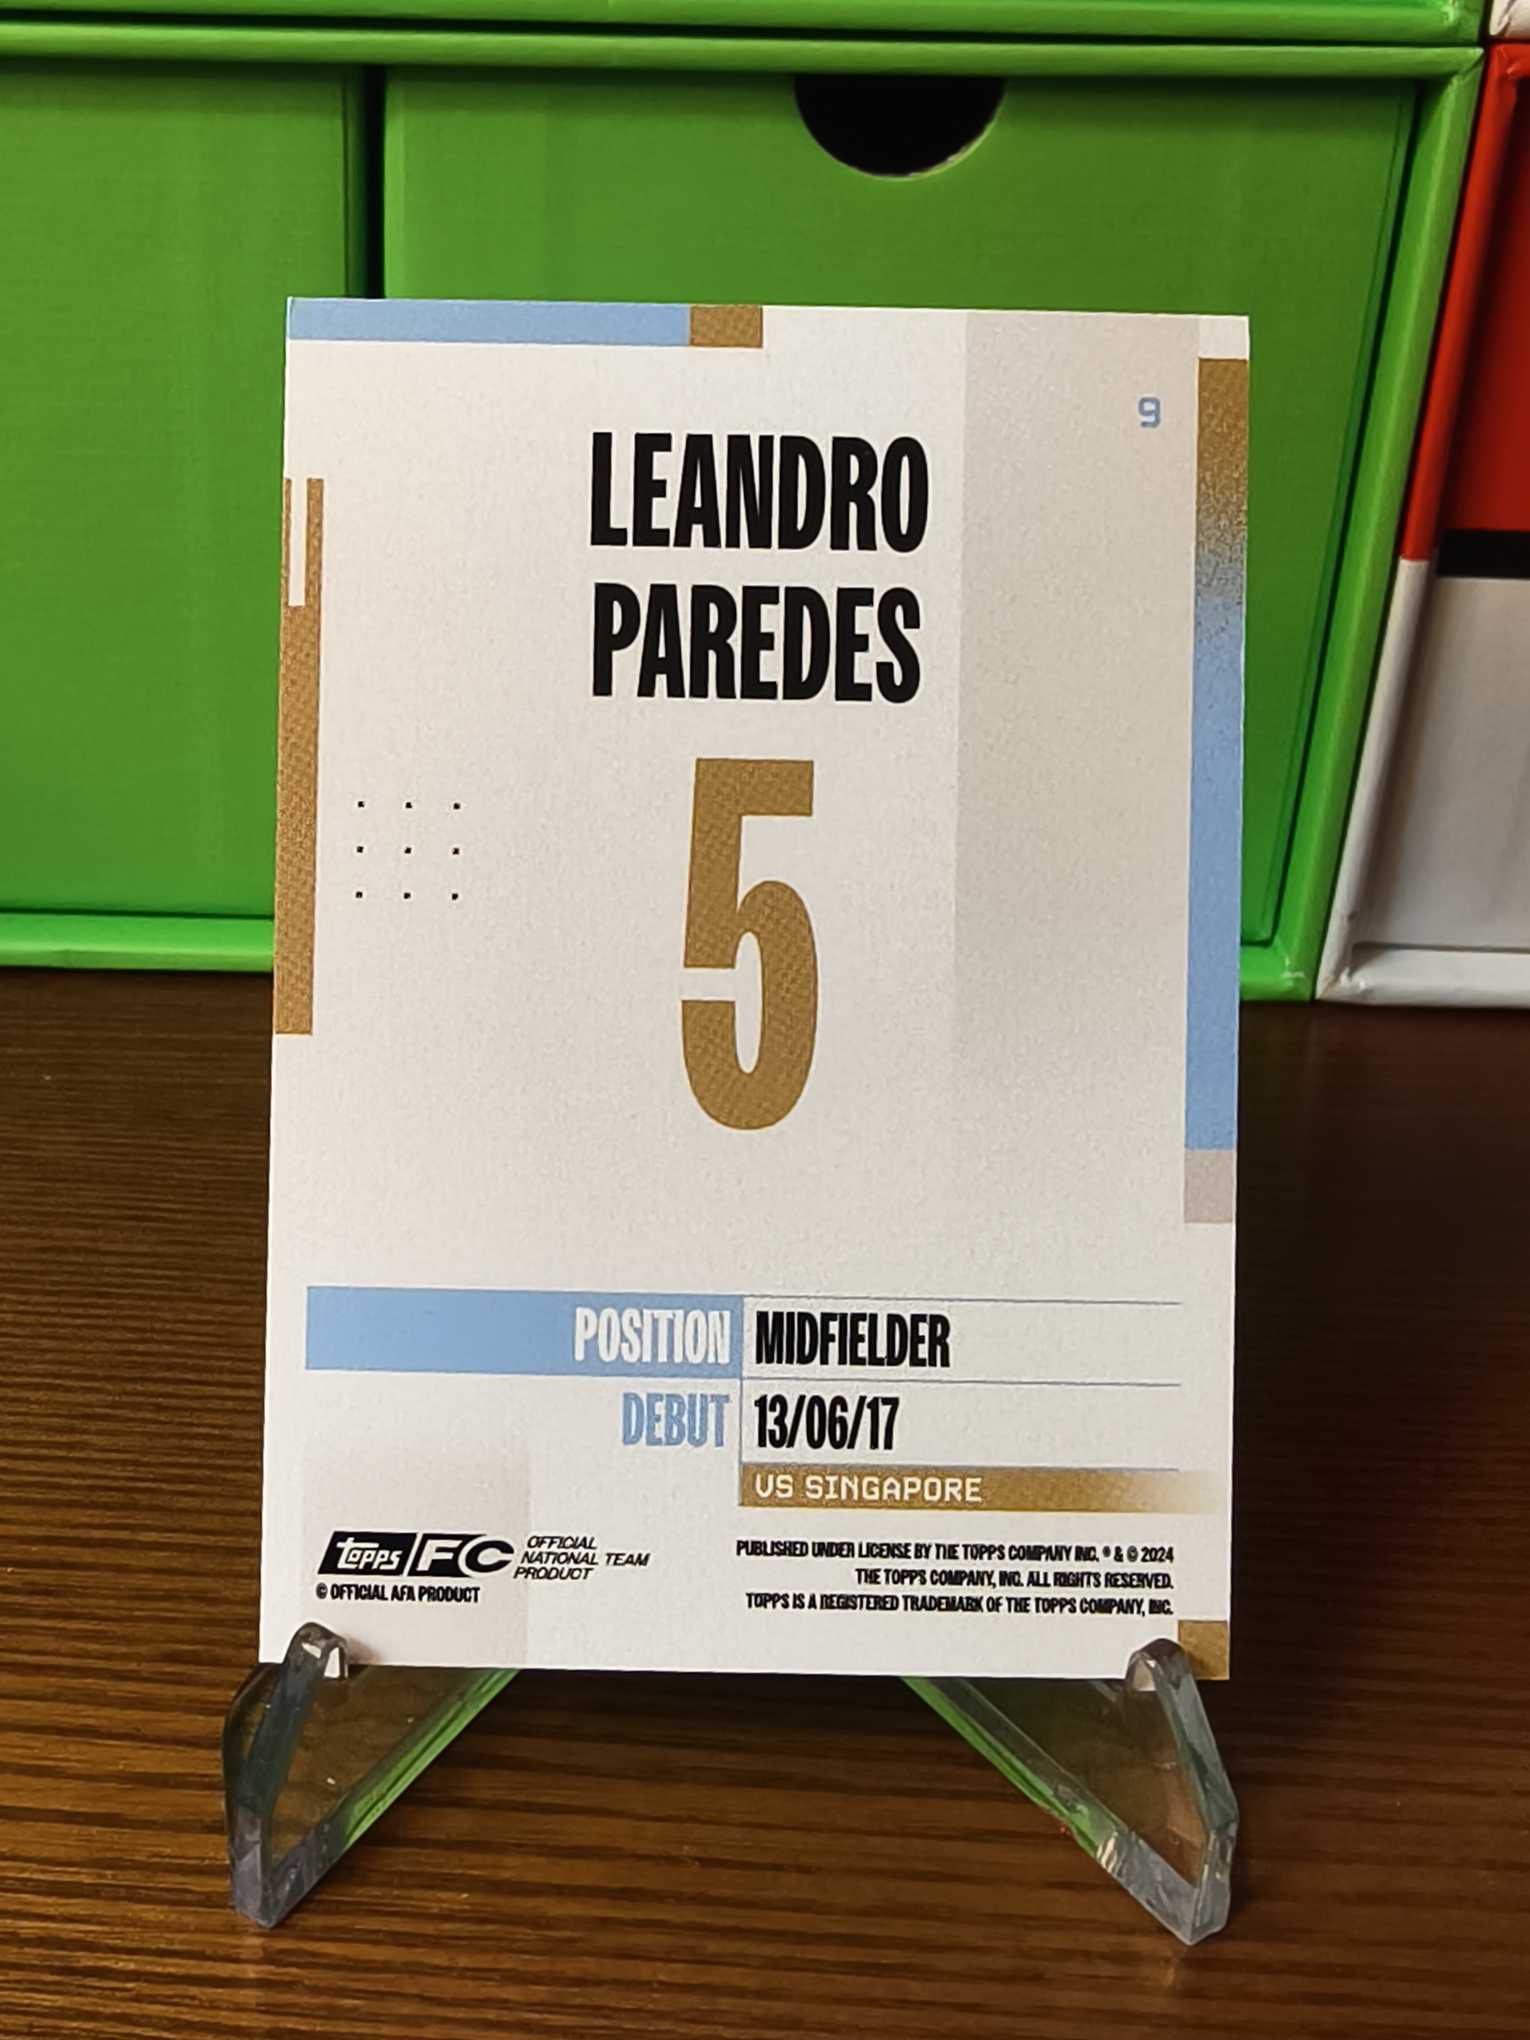 9
LEANDRO
PAREDES
5
POSITION MIDFIELDER
DEBUT 13/06/17
VS SINGAPORE
topps FC OFFICIAL
NATIONAL TEAM
PRODUCT
© OFFICIAL AFA PRODUCT
PUBLISHED UNDER LICENSE BY THE TOPPS COMPANY INC. ® & © 2024
THE TOPPS COMPANY, INC. ALL RIGHTS RESERVED.
TOPPS IS A REGISTERED TRADEMARK OF THE TOPPS COMPANY, INC.